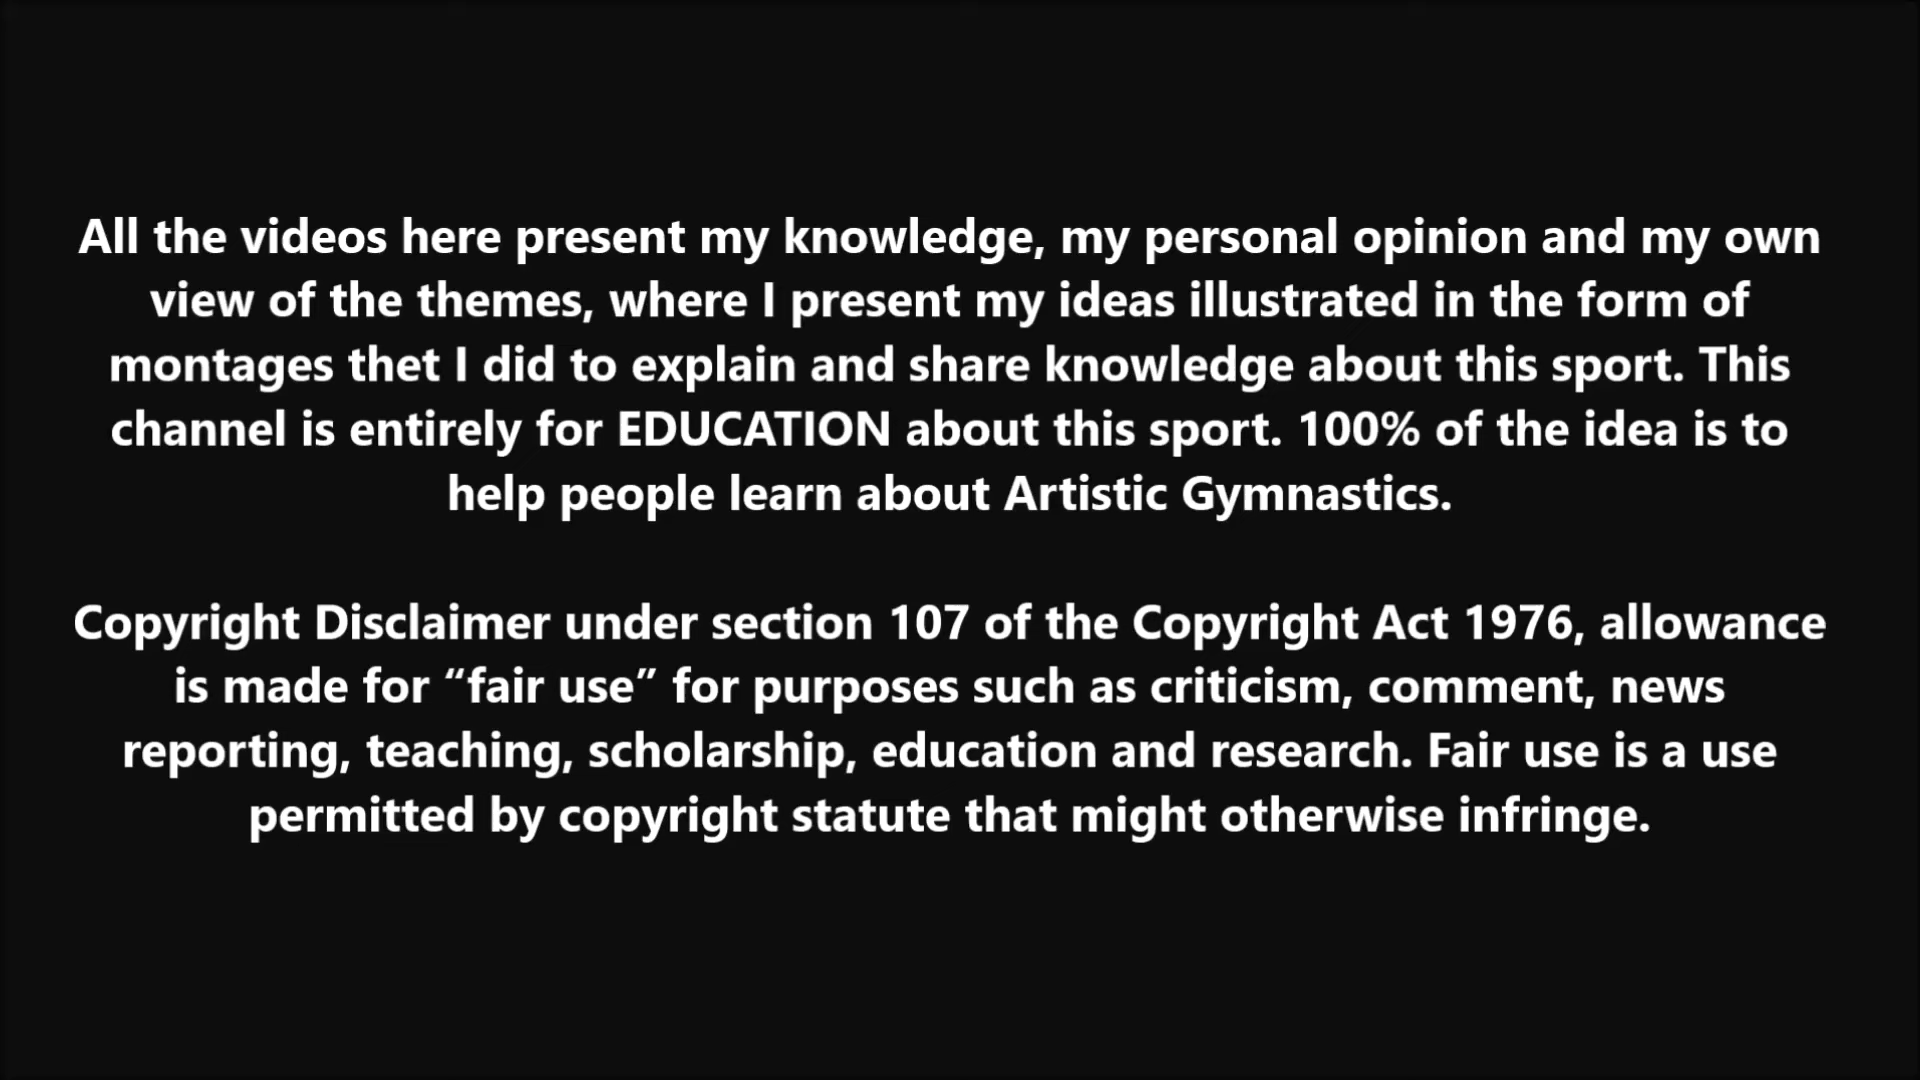 All the videos here present my knowledge, my personal opinion and my own
view of the themes, where I present my ideas illustrated in the form of
montages thet I did to explain and share knowledge about this sport. This
channel is entirely for EDUCATION about this sport. 100% of the idea is to
help people learn about Artistic Gymnastics.
Copyright Disclaimer under section 107 of the Copyright Act 1976, allowance
is made for “fair use” for purposes such as criticism, comment, news
reporting, teaching, scholarship, education and research. Fair use is a use
permitted by copyright statute that might otherwise infringe.